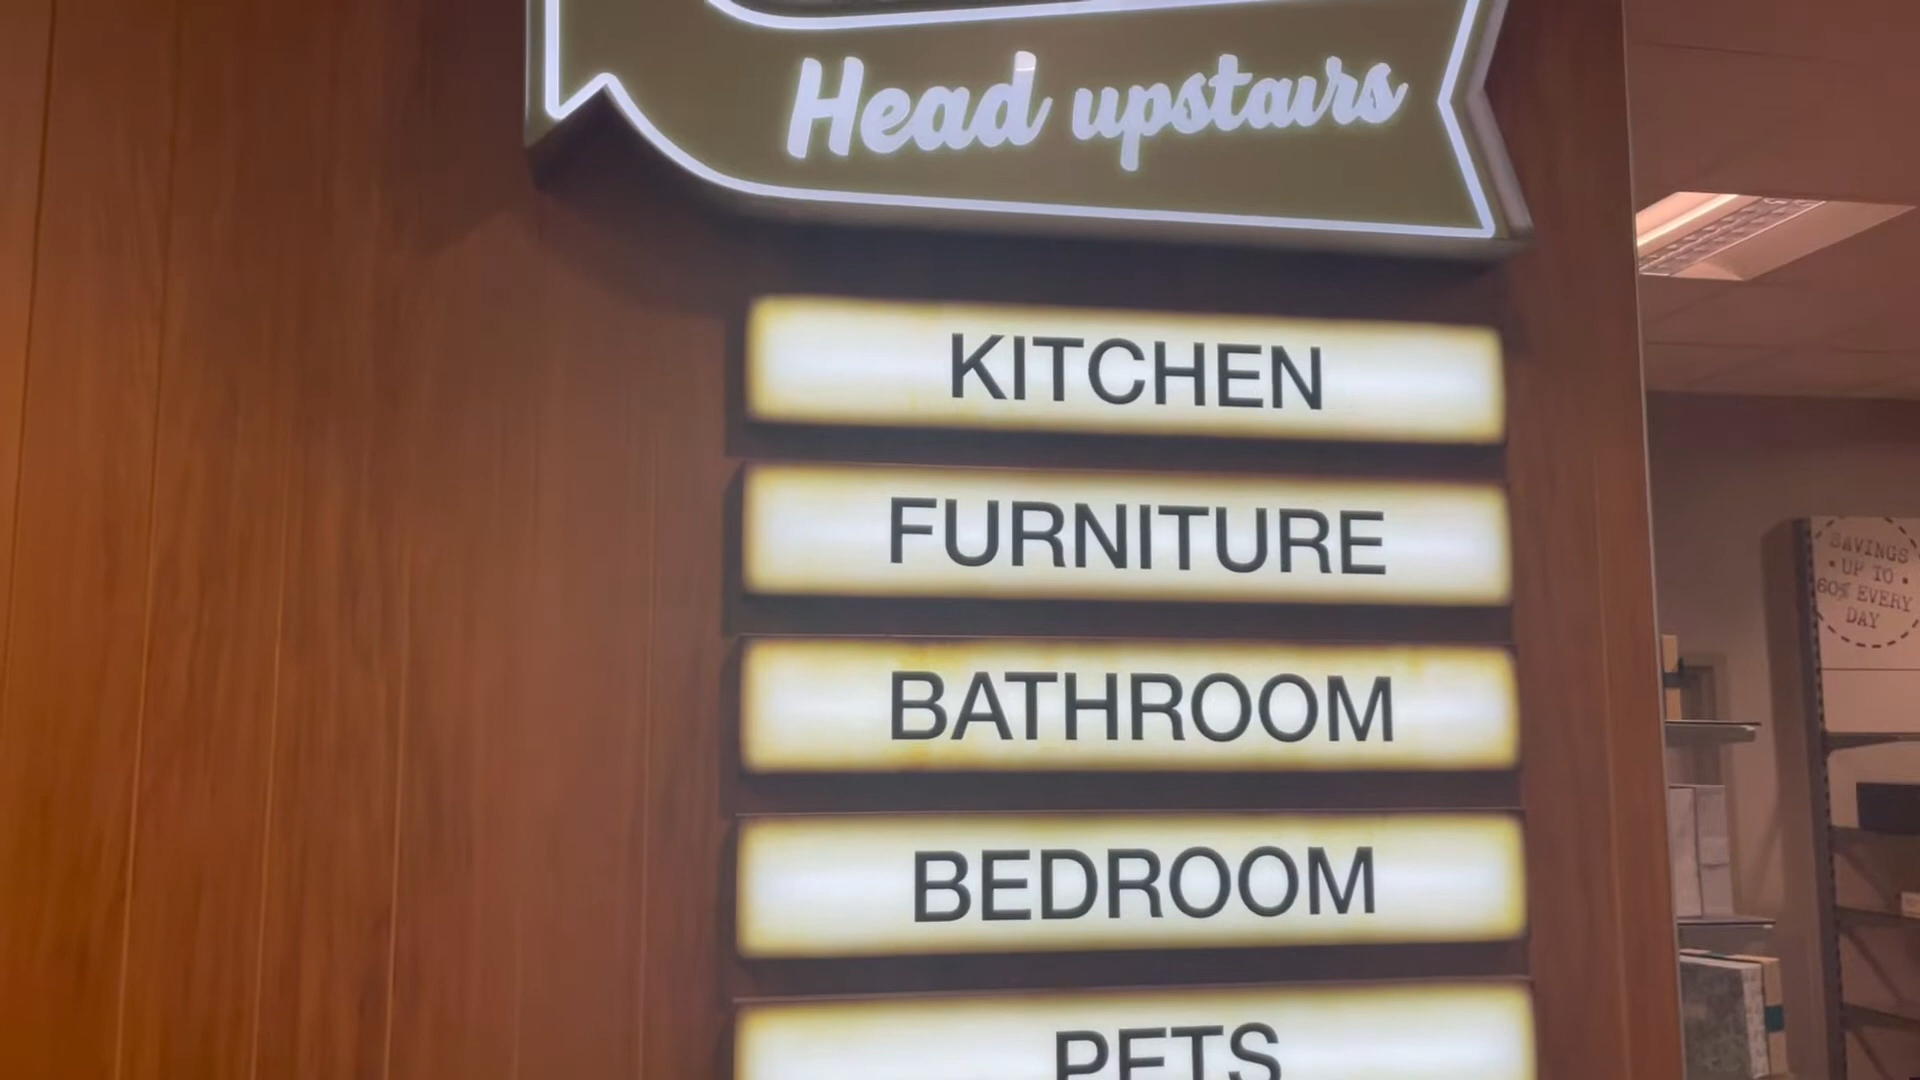 Head upstairs
KITCHEN
FURNITURE
BATHROOM
BEDROOM
PETS
SAVINGS
• UP TO •
60% EVERY
DAY